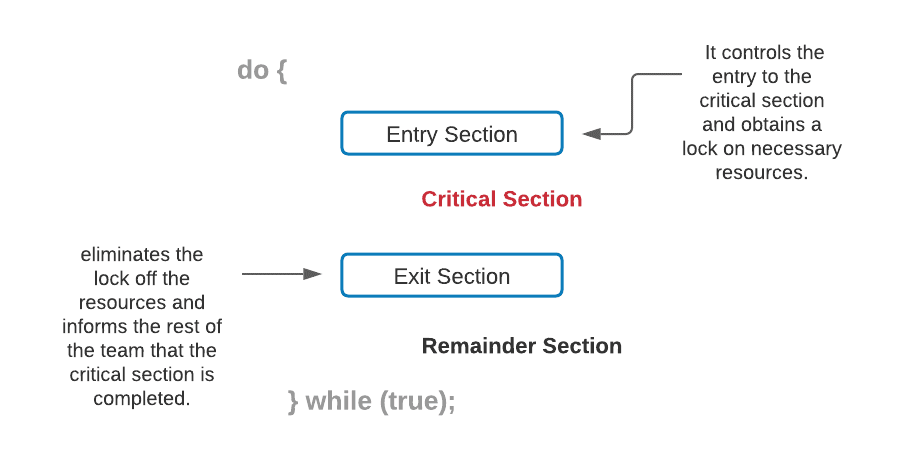 do {
It controls the
entry to the
critical section
and obtains a
lock on necessary
resources.
Entry Section
Critical Section
eliminates the
lock off the
resources and
informs the rest of
the team that the
critical section is
completed.
Exit Section
Remainder Section
} while (true);